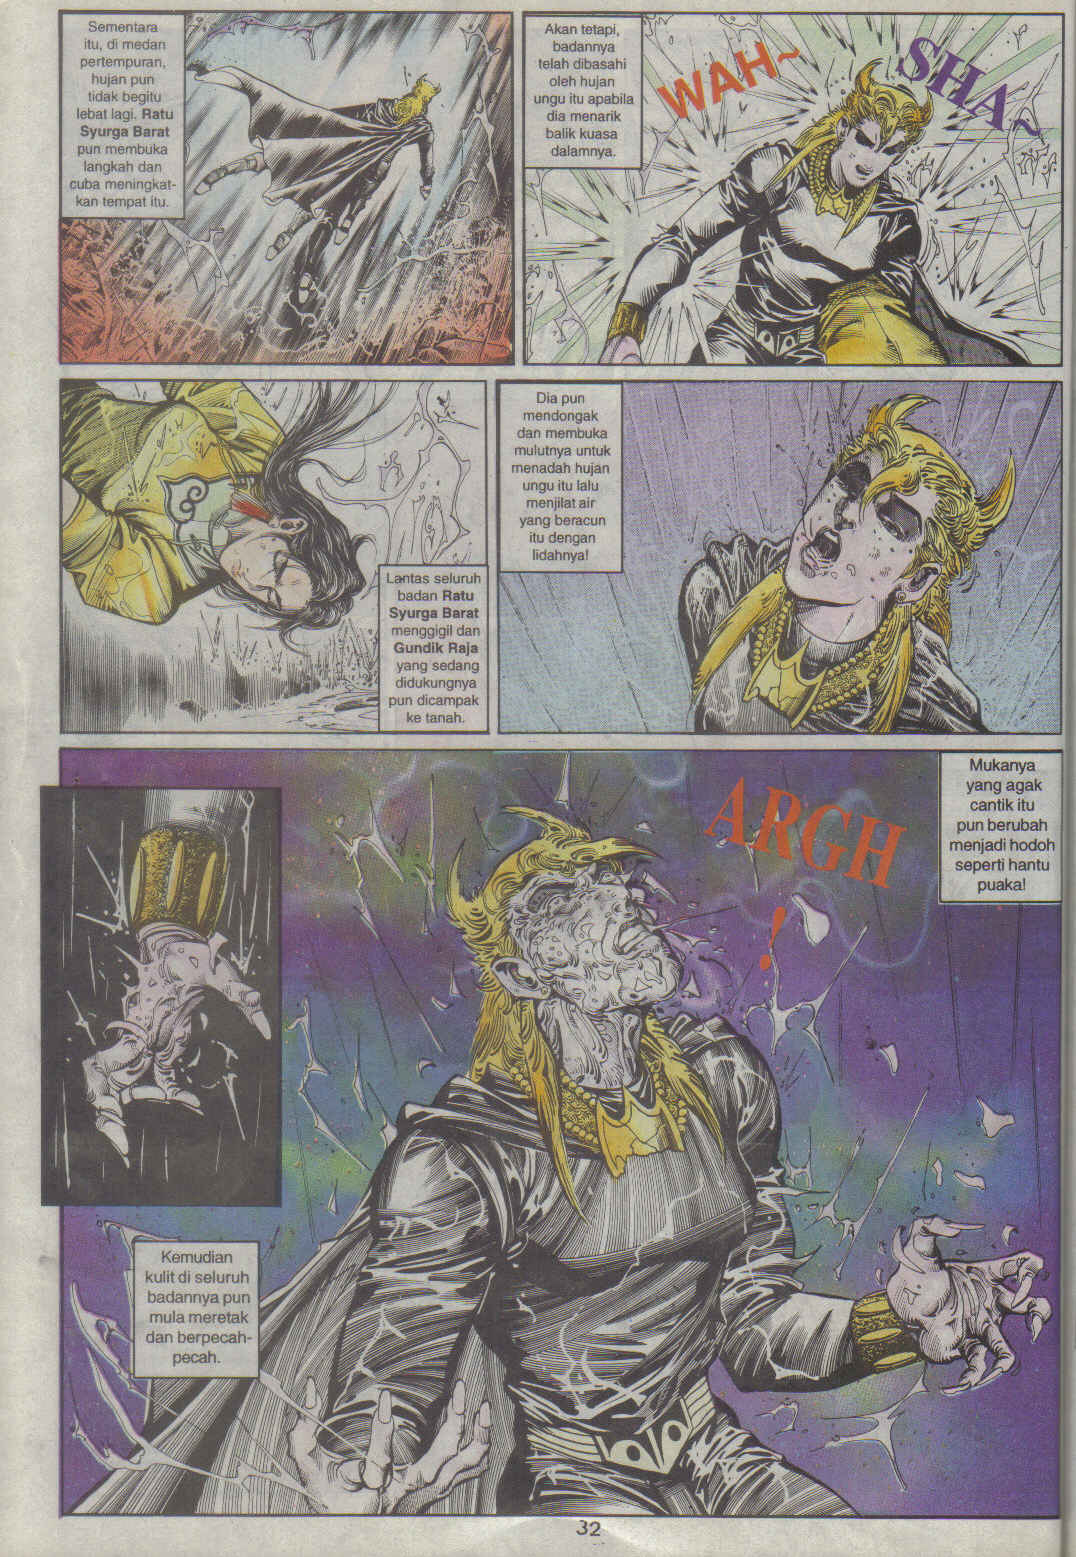 Sementara
itu, di medan
pertempuran,
hujan pun
tidak begitu
lebat lagi. Ratu
Syurga Barat
pun membuka
langkah dan
cuba meningkat-
kan tempat itu.
Akan tetapi,
badannya
telah dibasahi
oleh hujan
ungu itu apabila
dia menarik
balik kuasa
dalamnya.
WAH~
SHA~
Lantas seluruh
badan Ratu
Syurga Barat
menggigil dan
Gundik Raja
yang sedang
didukungnya
pun dicampak
ke tanah.
Dia pun
mendongak
dan membuka
mulutnya untuk
menadah hujan
ungu itu lalu
menjilat air
yang beracun
itu dengan
lidahnya!
Mukanya
yang agak
cantik itu
pun berubah
menjadi hodoh
seperti hantu
puaka!
ARGH
!
Kemudian
kulit di seluruh
badannya pun
mula meretak
dan berpecah-
pecah.
32